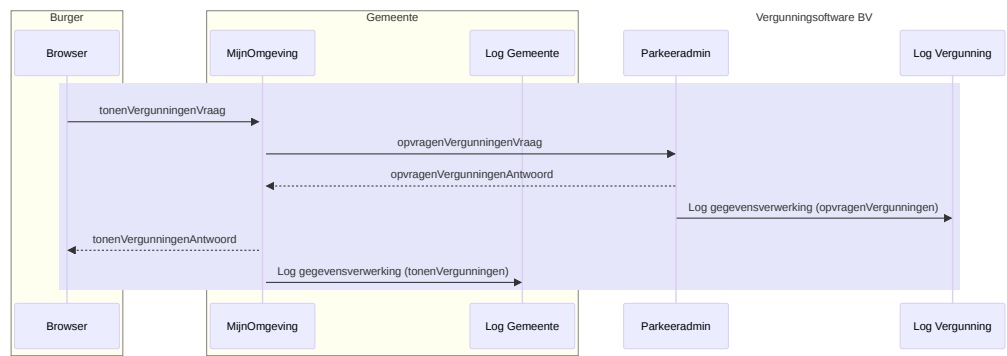 Burger
Gemeente
Vergunningsoftware BV
Browser
MijnOmgeving
Log Gemeente
Parkeeradmin
Log Vergunning
tonenVergunningenVraag
opvragenVergunningenVraag
opvragenVergunningenAntwoord
Log gegevensverwerking (opvragenVergunningen)
tonenVergunningenAntwoord
Log gegevensverwerking (tonenVergunningen)
Browser
MijnOmgeving
Log Gemeente
Parkeeradmin
Log Vergunning